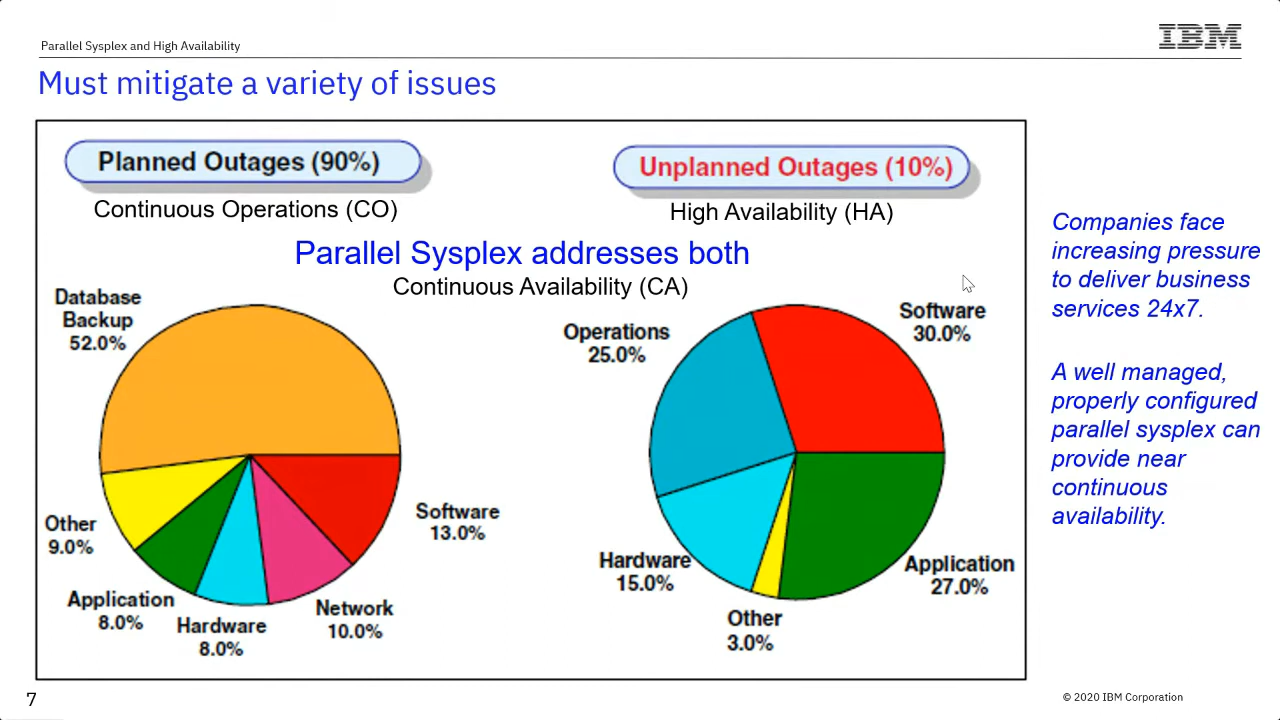 Parallel Sysplex and High Availability
IBM
Must mitigate a variety of issues
Planned Outages (90%)
Continuous Operations (CO)
Unplanned Outages (10%)
High Availability (HA)
Parallel Sysplex addresses both
Continuous Availability (CA)
Database
Backup
52.0%
Other
9.0%
Application
8.0%
Hardware
8.0%
Network
10.0%
Software
13.0%
Operations
25.0%
Software
30.0%
Hardware
15.0%
Other
3.0%
Application
27.0%
Companies face
increasing pressure
to deliver business
services 24x7.
A well managed,
properly configured
parallel sysplex can
provide near
continuous
availability.
7
© 2020 IBM Corporation